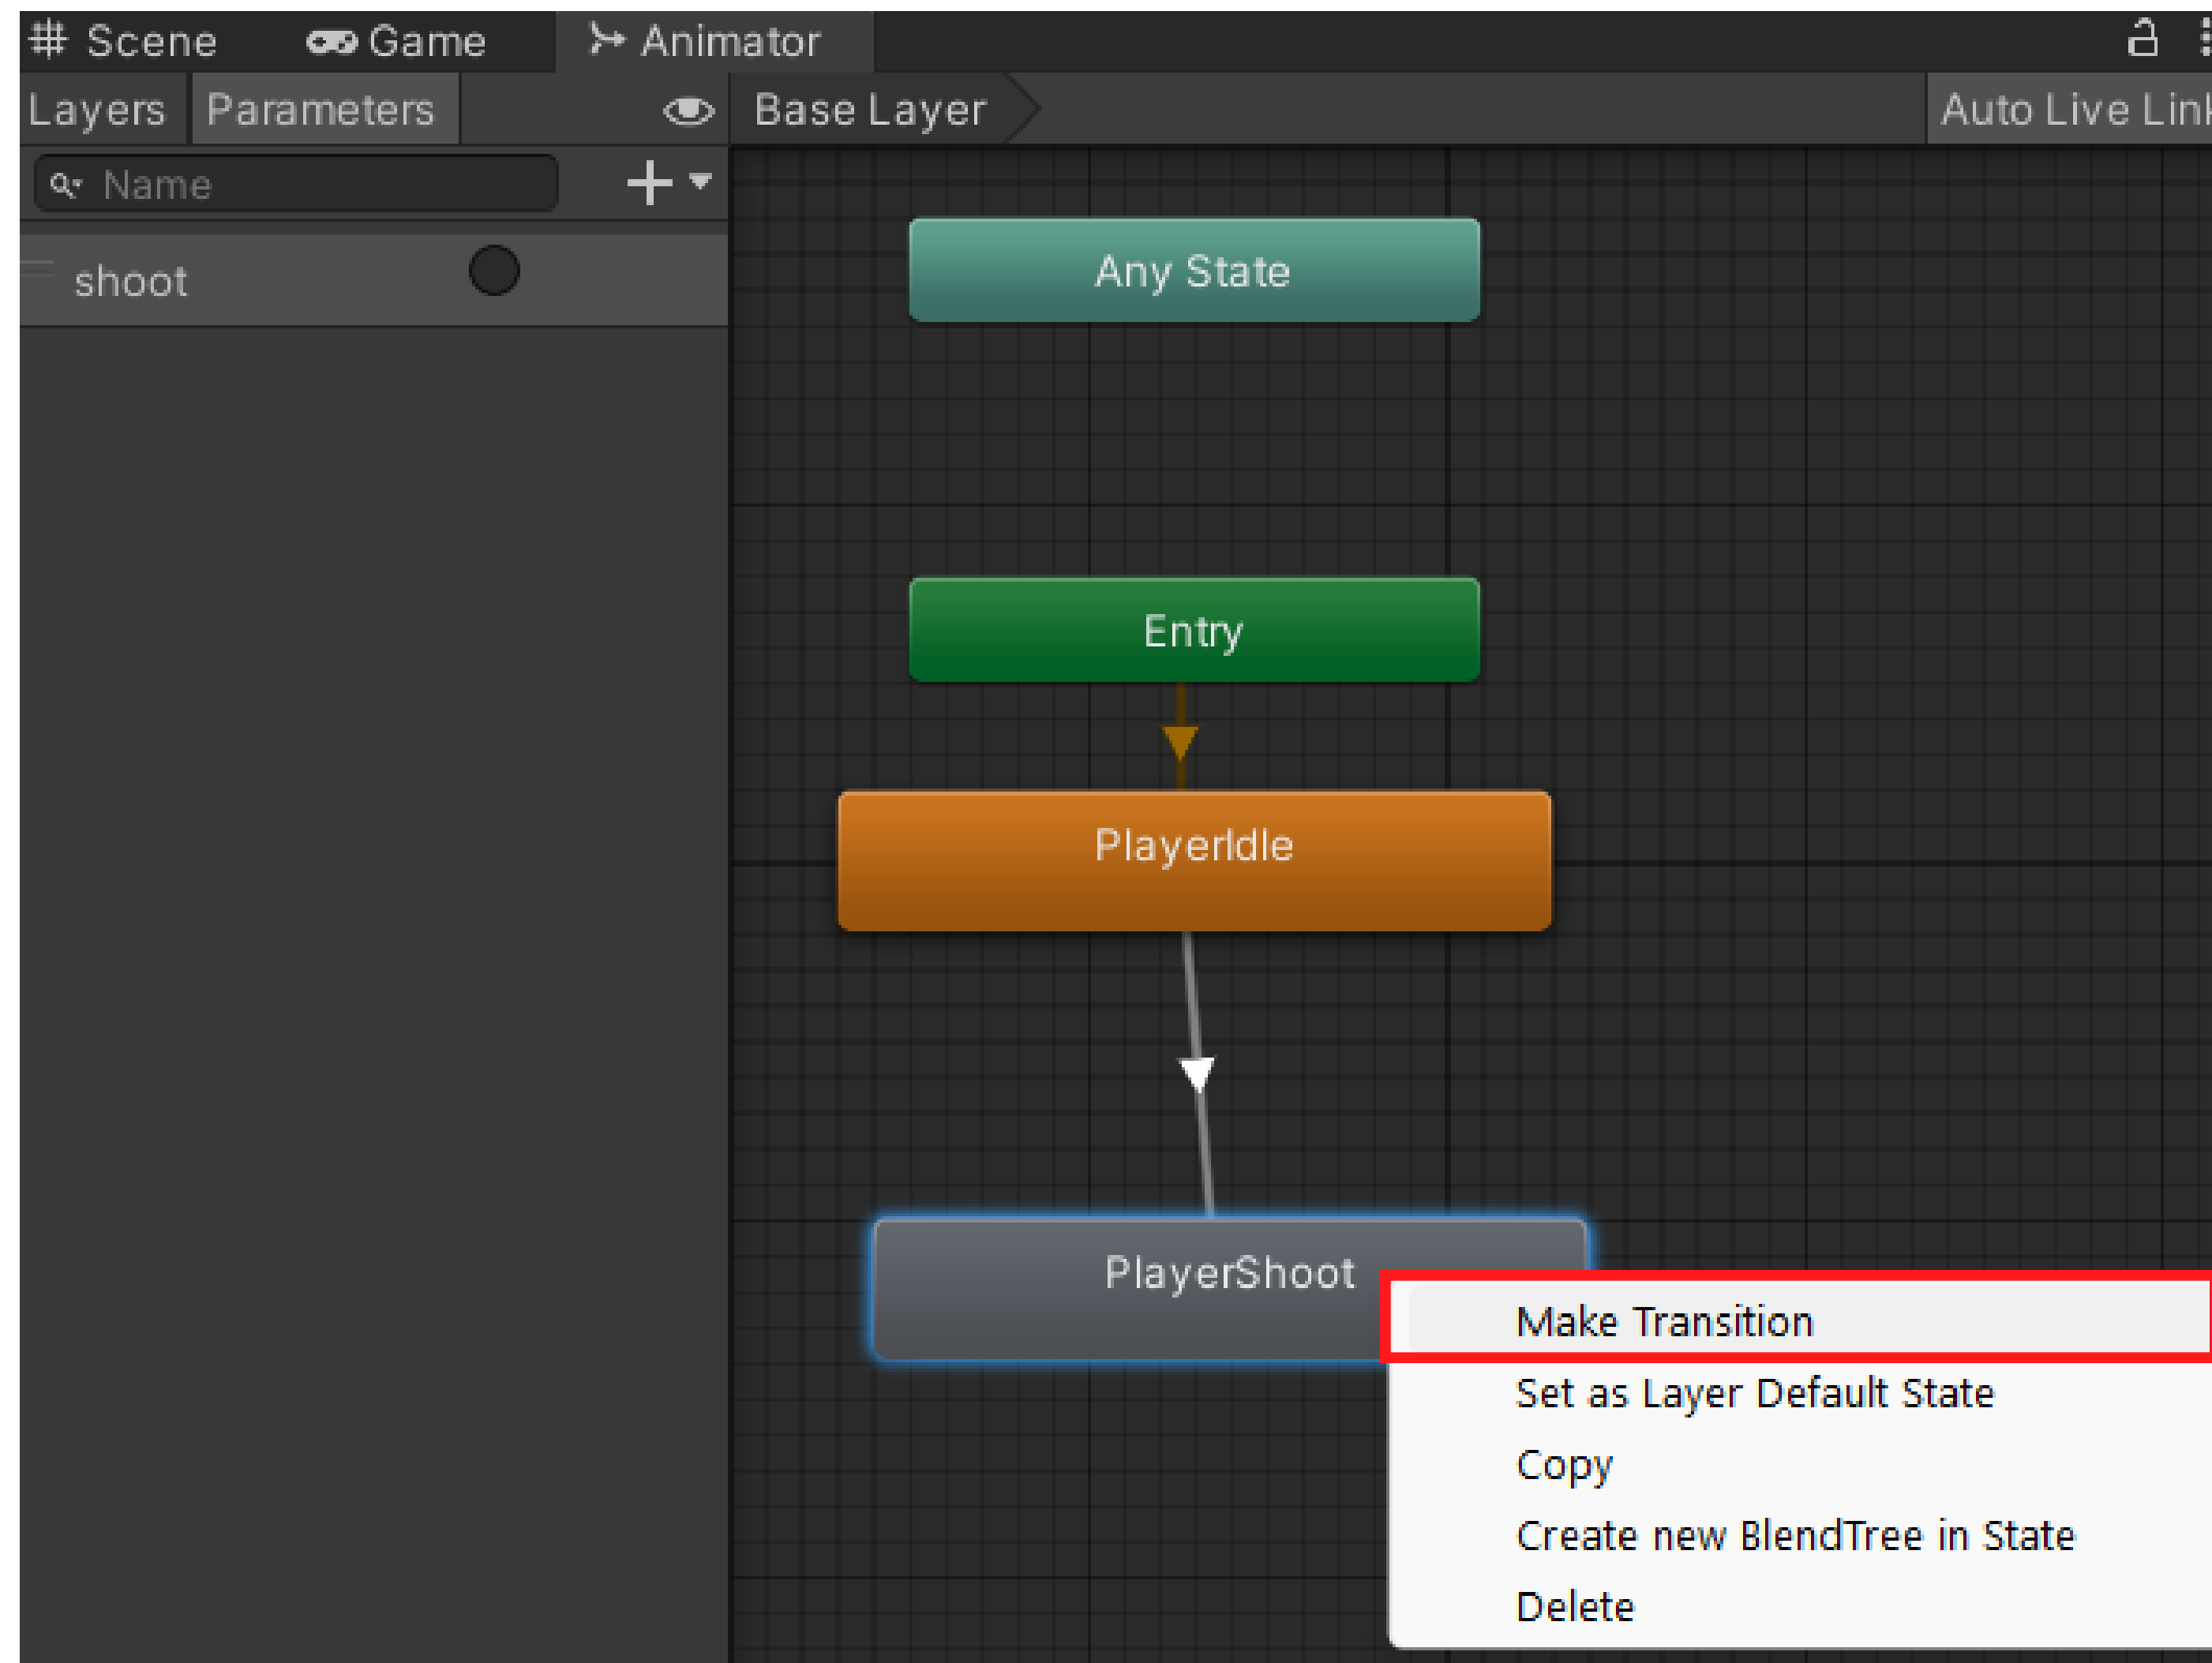 Scene Game Animator
Layers Parameters Base Layer Auto Live Link
Name
shoot
Any State
Entry
PlayerIdle
PlayerShoot
Make Transition
Set as Layer Default State
Copy
Create new BlendTree in State
Delete